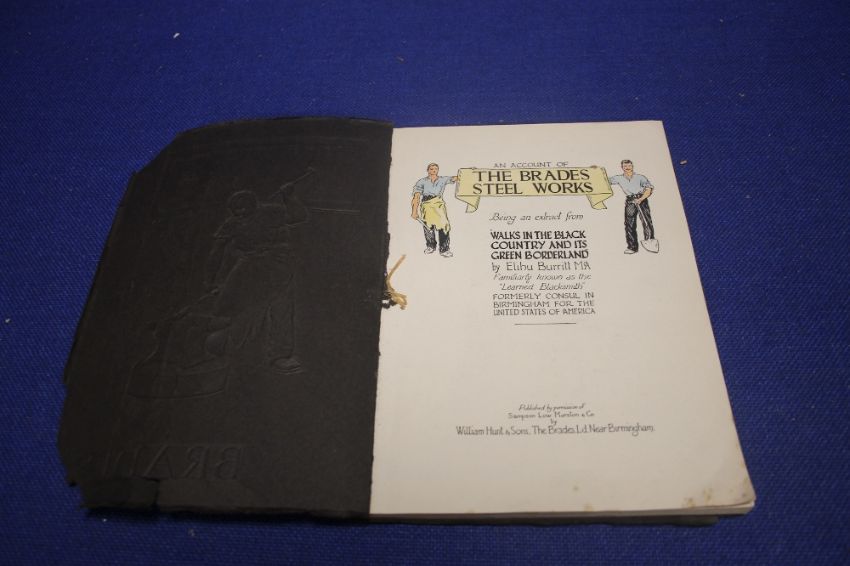 AN ACCOUNT OF
THE BRADES
STEEL WORKS
Being an extract from
WALKS IN THE BLACK
COUNTRY AND ITS
GREEN BORDERLAND
by Elihu Burritt M.A
Familiarly known as the
"Learned Blacksmith"
FORMERLY CONSUL IN
BIRMINGHAM FOR THE
UNITED STATES OF AMERICA
Published by permission of
Sampson Low, Marston & Co
by
William Hunt & Sons, The Brades, Ld. Near Birmingham.